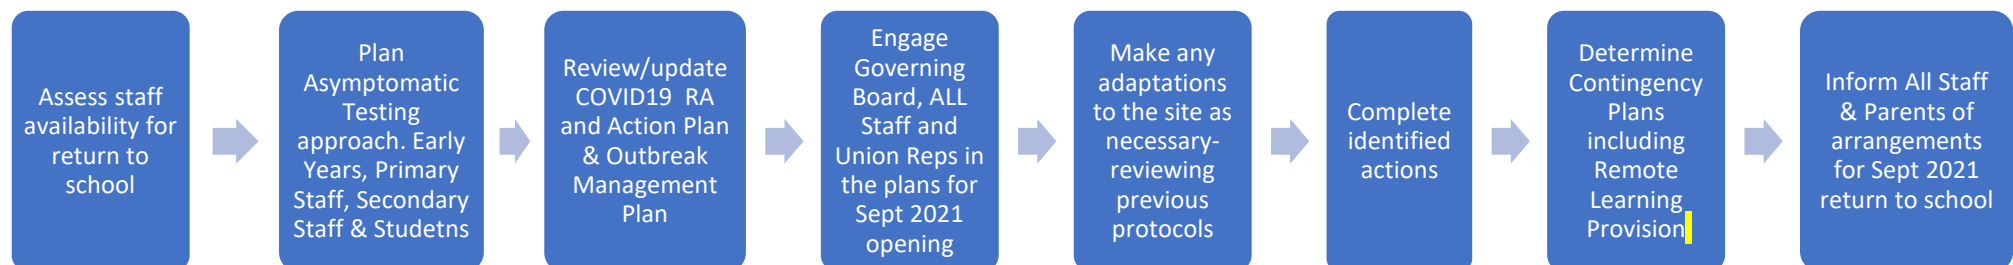 Assess staff
availability for
return to
school
Plan
Asymptomatic
Testing
approach. Early
Years, Primary
Staff, Secondary
Staff & Studetns
Review/update
COVID19 RA
and Action Plan
& Outbreak
Management
Plan
Engage
Governing
Board, ALL
Staff and
Union Reps in
the plans for
Sept 2021
opening
Make any
adaptations
to the site as
necessary-
reviewing
previous
protocols
Complete
identified
actions
Determine
Contingency
Plans
including
Remote
Learning
Provision
Inform All Staff
& Parents of
arrangements
for Sept 2021
return to school